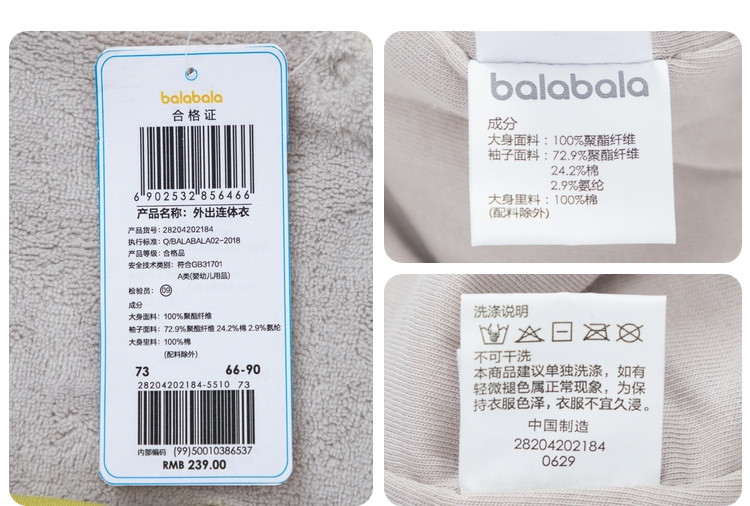 balabala
合格证
6 902532 856466
产品名称：外出连体衣
产品货号：28204202184
执行标准：Q/BALABALA02-2018
产品等级：合格品
安全技术类别：符合GB31701
A类(婴幼儿用品)
检验员：09
成分
大身面料：100%聚酯纤维
袖子面料：72.9%聚酯纤维 24.2%棉 2.9%氨纶
大身里料：100%棉
(配料除外)
73 66-90
28204202184-5510 73
内部编码 (99)50010386537
RMB 239.00
balabala
成分
大身面料：100%聚酯纤维
袖子面料：72.9%聚酯纤维
24.2%棉
2.9%氨纶
大身里料：100%棉
(配料除外)
洗涤说明
不可干洗
本商品建议单独洗涤，如有
轻微褪色属正常现象，为保
持衣服色泽，衣服不宜久浸。
中国制造
28204202184
0629